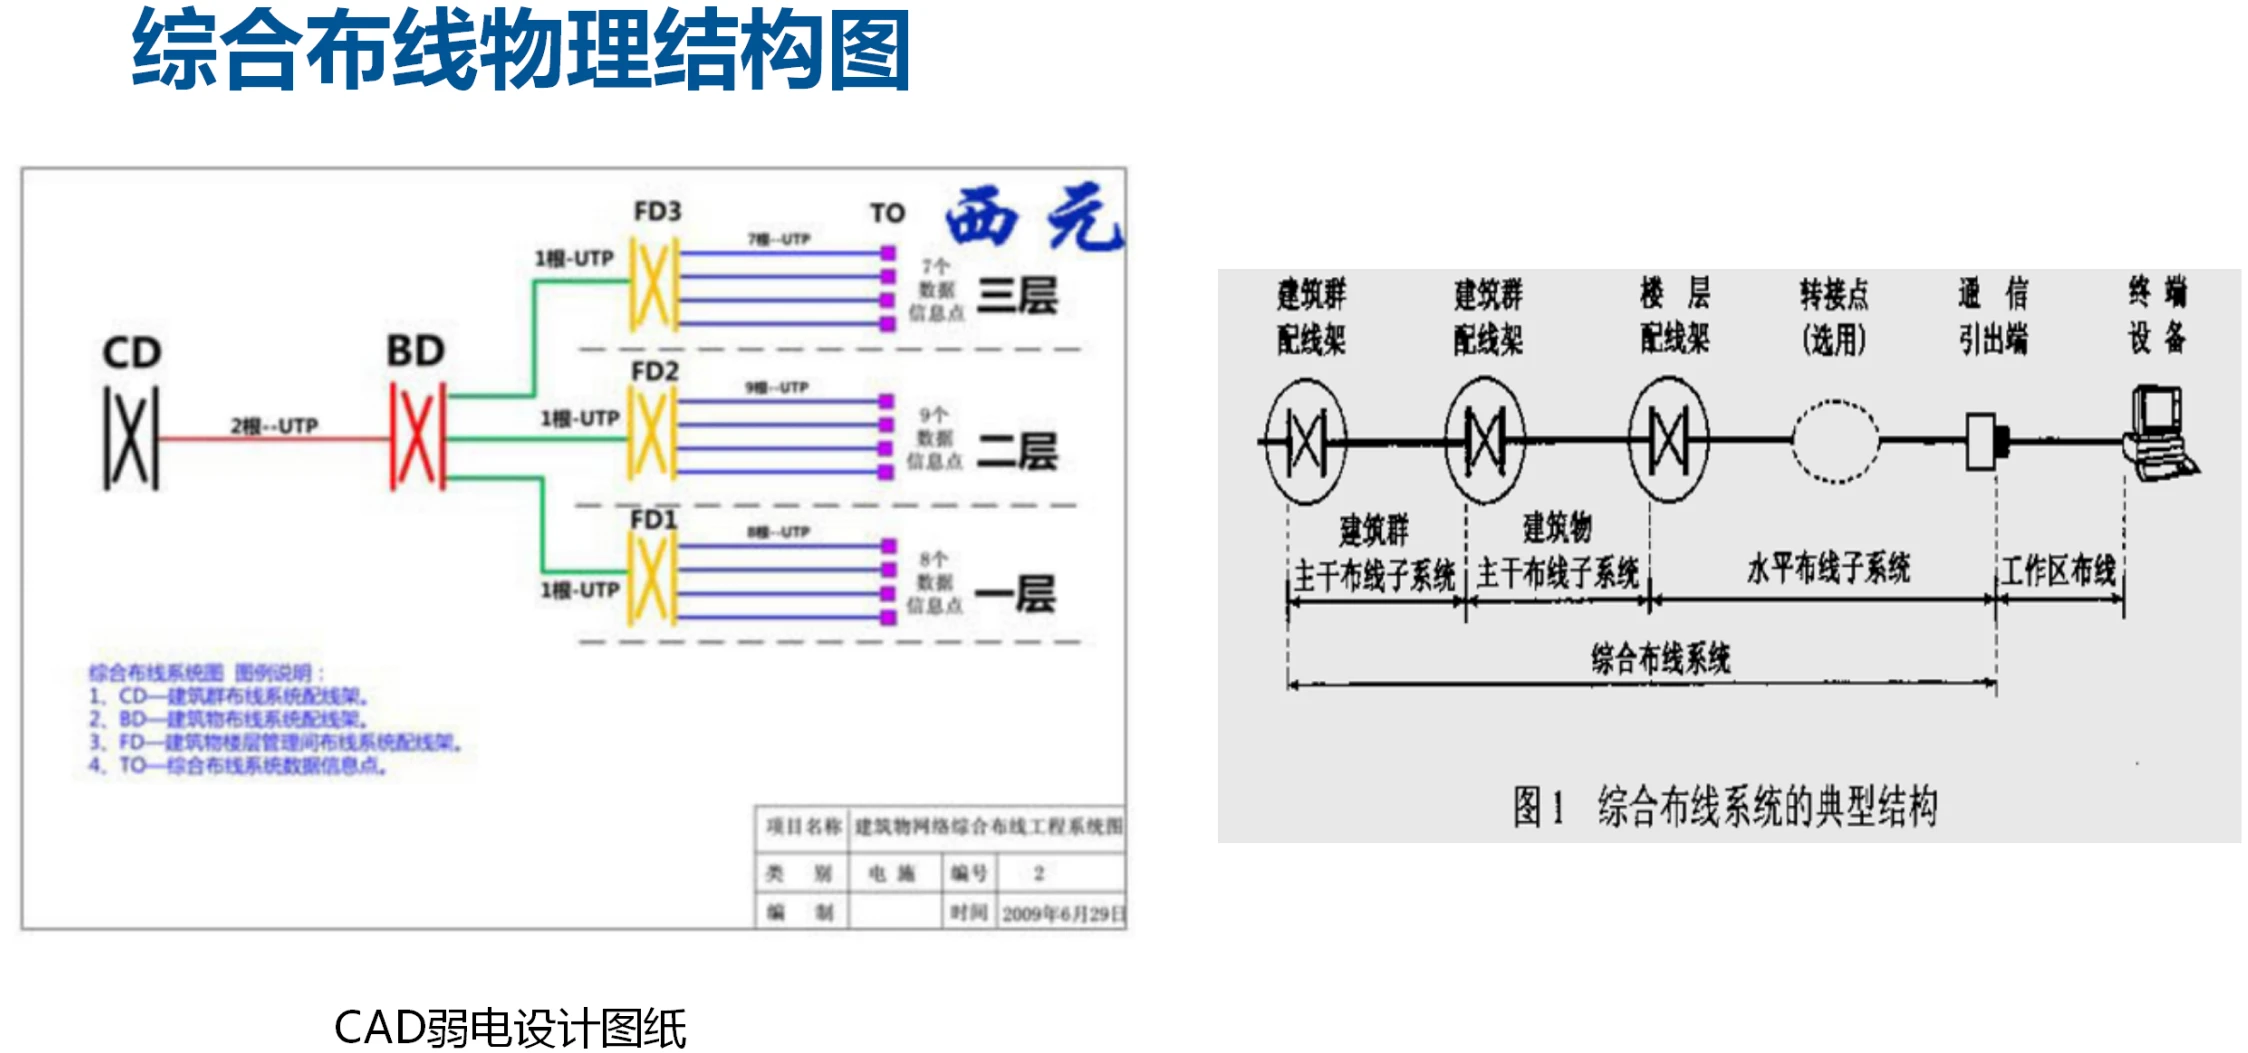 综合布线物理结构图
西元
FD3
TO
7根--UTP
1根-UTP
7个
数据
信息点
三层
CD
BD
2根--UTP
FD2
9根--UTP
1根-UTP
9个
数据
信息点
二层
FD1
8根--UTP
1根-UTP
8个
数据
信息点
一层
综合布线系统图 图例说明：
1、CD—建筑群布线系统配线架。
2、BD—建筑物布线系统配线架。
3、FD—建筑物楼层管理间布线系统配线架。
4、TO—综合布线系统数据信息点。
项目名称 建筑物网络综合布线工程系统图
类 别 电 施 编号 2
编 制 时间 2009年6月29日
CAD弱电设计图纸
建筑群 建筑群 楼 层 转接点 通 信 终 端
配线架 配线架 配线架 (选用) 引出端 设 备
建筑群
主干布线子系统
建筑物
主干布线子系统
水平布线子系统
工作区布线
综合布线系统
图1 综合布线系统的典型结构